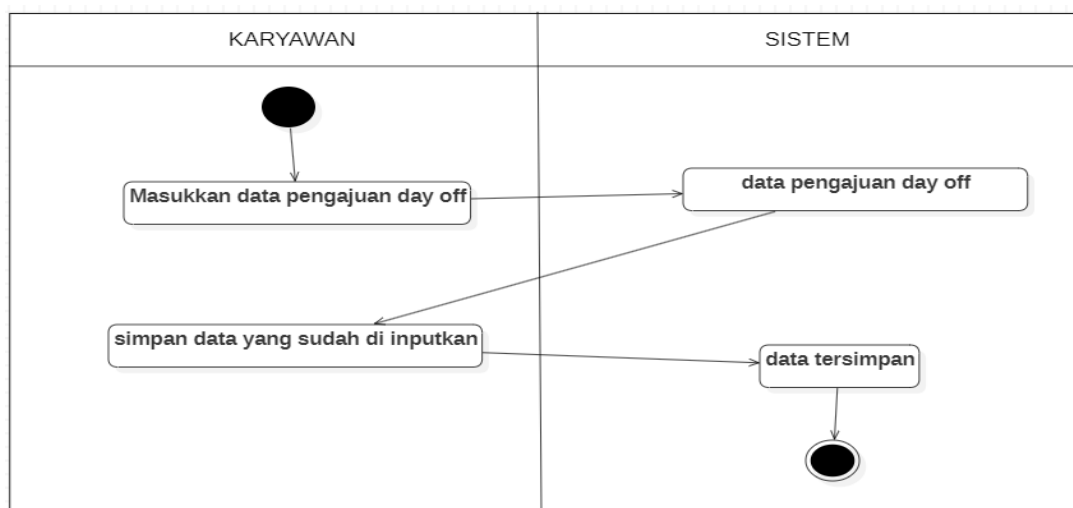 KARYAWAN
SISTEM
Masukkan data pengajuan day off
data pengajuan day off
simpan data yang sudah di inputkan
data tersimpan